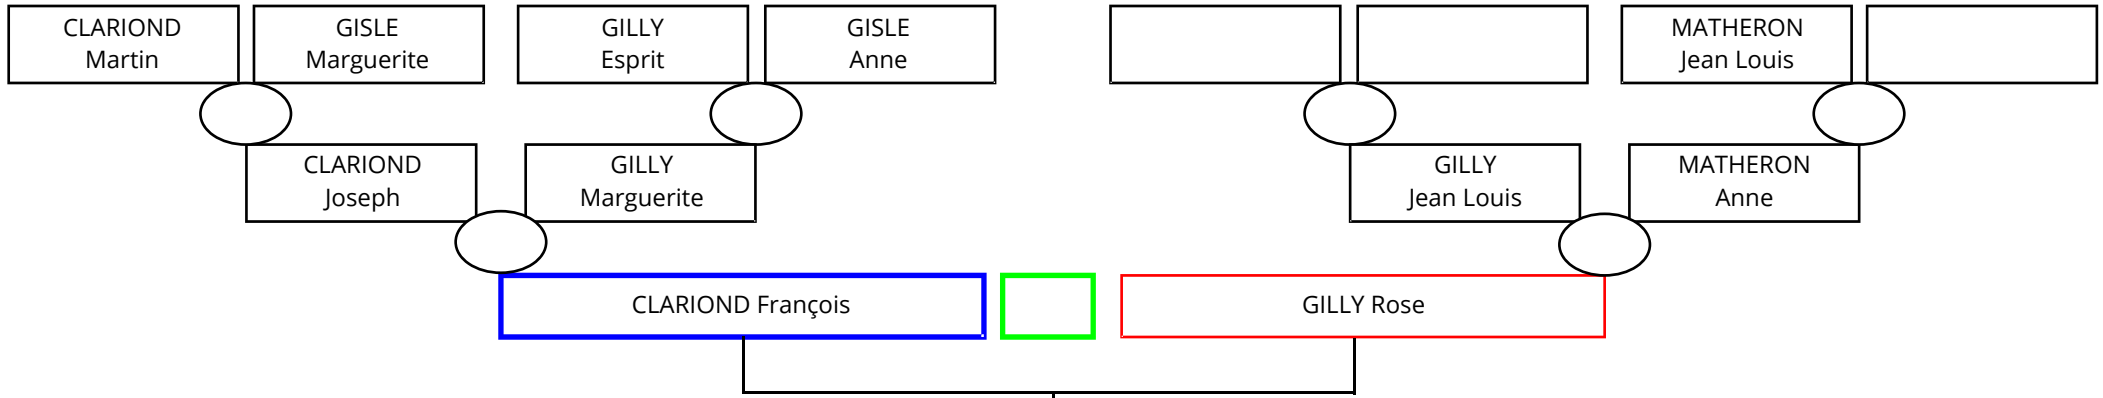 CLARIOND
Martin
GISLE
Marguerite
GILLY
Esprit
GISLE
Anne
MATHERON
Jean Louis
CLARIOND
Joseph
GILLY
Marguerite
GILLY
Jean Louis
MATHERON
Anne
CLARIOND François
GILLY Rose